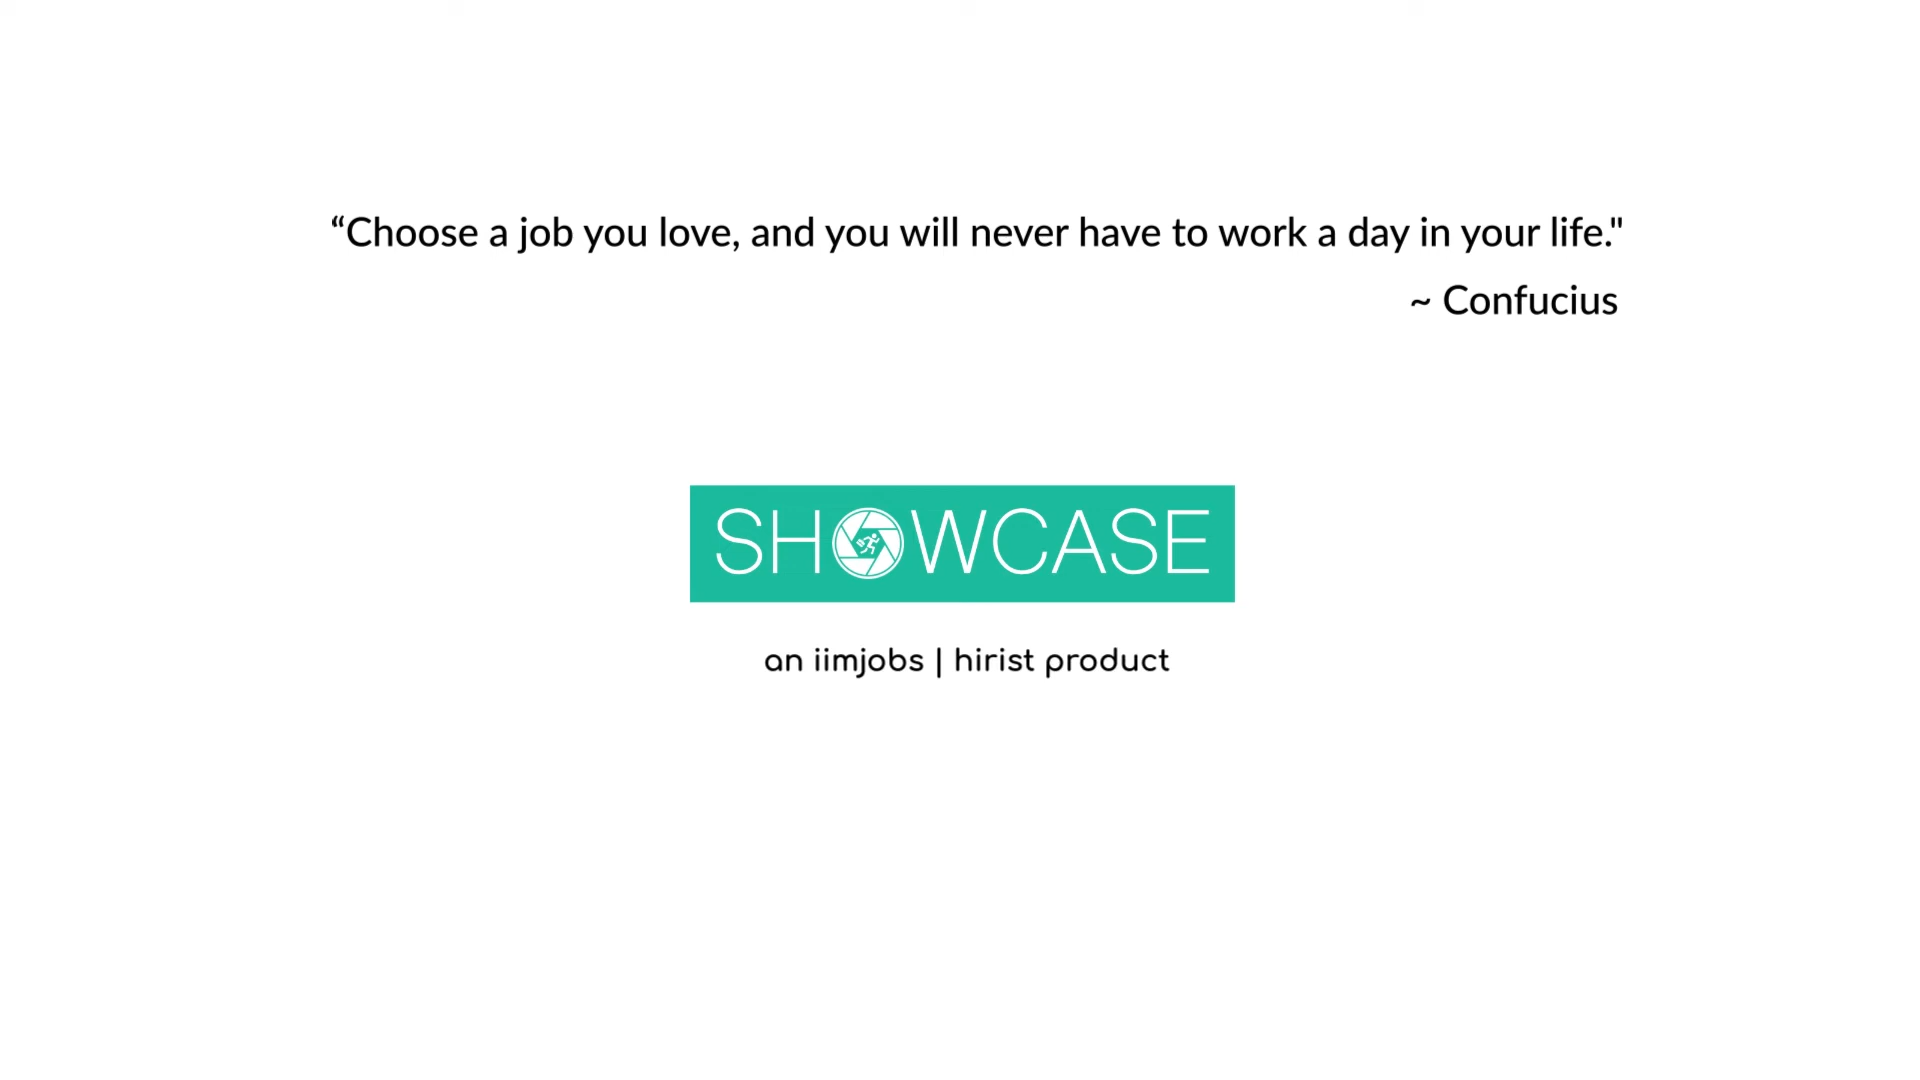 “Choose a job you love, and you will never have to work a day in your life."
~ Confucius
SHOWCASE
an iimjobs | hirist product